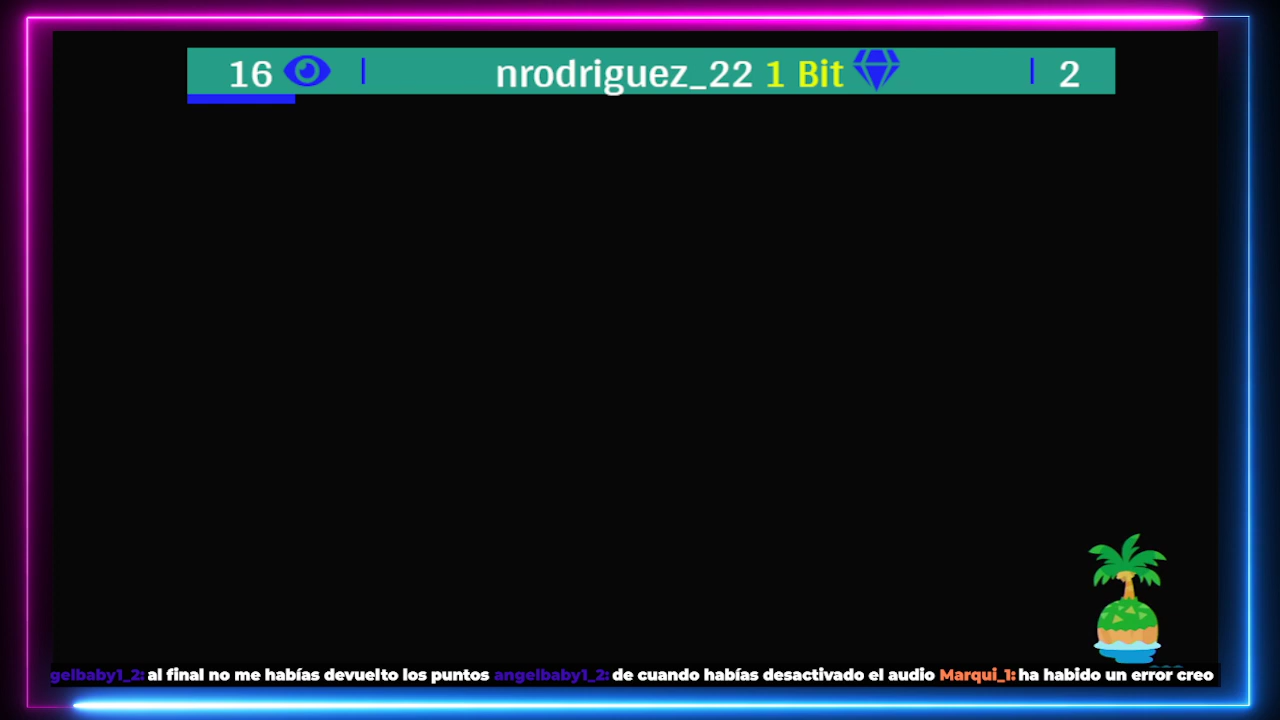 16 nrodriguez_22 1 Bit 2
gelbaby1_2: al final no me habías devuelto los puntos angelbaby1_2: de cuando habías desactivado el audio Marqui_1: ha habido un error creo